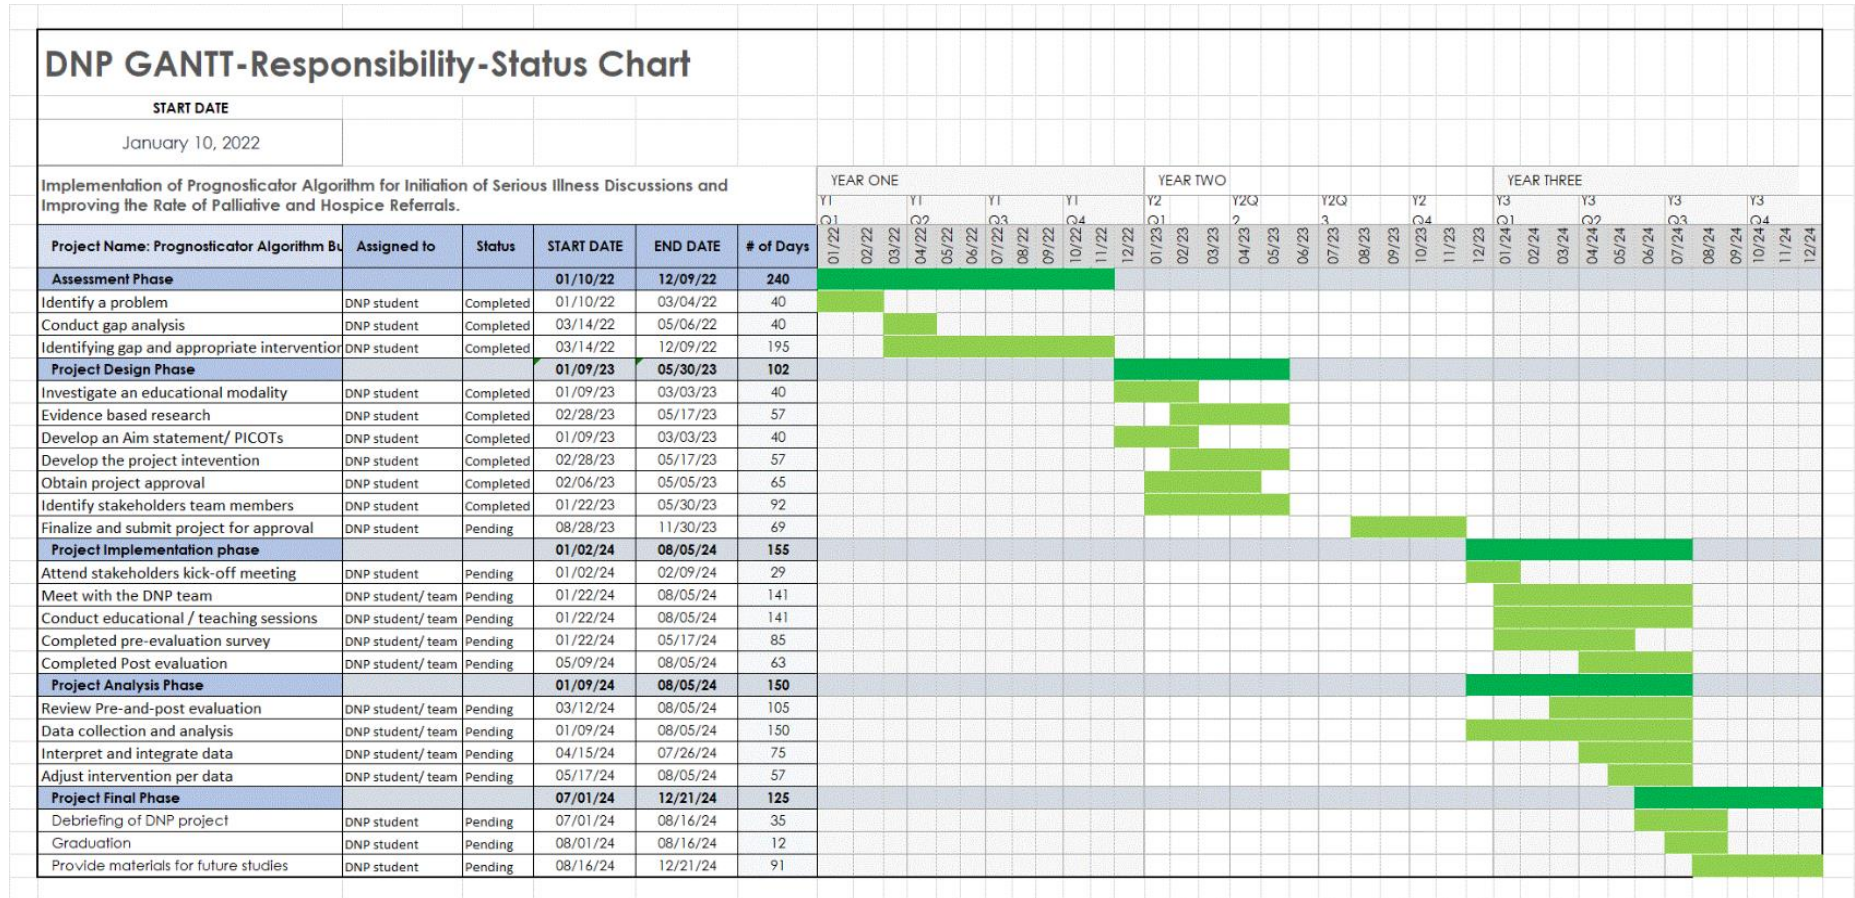 DNP GANTT-Responsibility-Status Chart
START DATE
January 10, 2022
Implementation of Prognosticator Algorithm for Initiation of Serious Illness Discussions and
Improving the Rate of Palliative and Hospice Referrals.
YEAR ONE YEAR TWO YEAR THREE
Y1 Y1 Y1 Y1 Y2 Y2Q Y2Q Y2 Y3 Y3 Y3 Y3
Q1 Q2 Q3 Q4 Q1 2 3 Q4 Q1 Q2 Q3 Q4
Project Name: Prognosticator Algorithm Bu Assigned to Status START DATE END DATE # of Days 01/22 02/22 03/22 04/22 05/22 06/22 07/22 08/22 09/22 10/22 11/22 12/22 01/23 02/23 03/23 04/23 05/23 06/23 07/23 08/23 09/23 10/23 11/23 12/23 01/24 02/24 03/24 04/24 05/24 06/24 07/24 08/24 09/24 10/24 11/24 12/24
Assessment Phase 01/10/22 12/09/22 240
Identify a problem DNP student Completed 01/10/22 03/04/22 40
Conduct gap analysis DNP student Completed 03/14/22 05/06/22 40
Identifying gap and appropriate intervention DNP student Completed 03/14/22 12/09/22 195
Project Design Phase 01/09/23 05/30/23 102
Investigate an educational modality DNP student Completed 01/09/23 03/03/23 40
Evidence based research DNP student Completed 02/28/23 05/17/23 57
Develop an Aim statement/ PICOTs DNP student Completed 01/09/23 03/03/23 40
Develop the project intevention DNP student Completed 02/28/23 05/17/23 57
Obtain project approval DNP student Completed 02/06/23 05/05/23 65
Identify stakeholders team members DNP student Completed 01/22/23 05/30/23 92
Finalize and submit project for approval DNP student Pending 08/28/23 11/30/23 69
Project Implementation phase 01/02/24 08/05/24 155
Attend stakeholders kick-off meeting DNP student Pending 01/02/24 02/09/24 29
Meet with the DNP team DNP student/ team Pending 01/22/24 08/05/24 141
Conduct educational / teaching sessions DNP student/ team Pending 01/22/24 08/05/24 141
Completed pre-evaluation survey DNP student/ team Pending 01/22/24 05/17/24 85
Completed Post evaluation DNP student/ team Pending 05/09/24 08/05/24 63
Project Analysis Phase 01/09/24 08/05/24 150
Review Pre-and-post evaluation DNP student/ team Pending 03/12/24 08/05/24 105
Data collection and analysis DNP student/ team Pending 01/09/24 08/05/24 150
Interpret and integrate data DNP student/ team Pending 04/15/24 07/26/24 75
Adjust intervention per data DNP student/ team Pending 05/17/24 08/05/24 57
Project Final Phase 07/01/24 12/21/24 125
Debriefing of DNP project DNP student Pending 07/01/24 08/16/24 35
Graduation DNP student Pending 08/01/24 08/16/24 12
Provide materials for future studies DNP student Pending 08/16/24 12/21/24 91